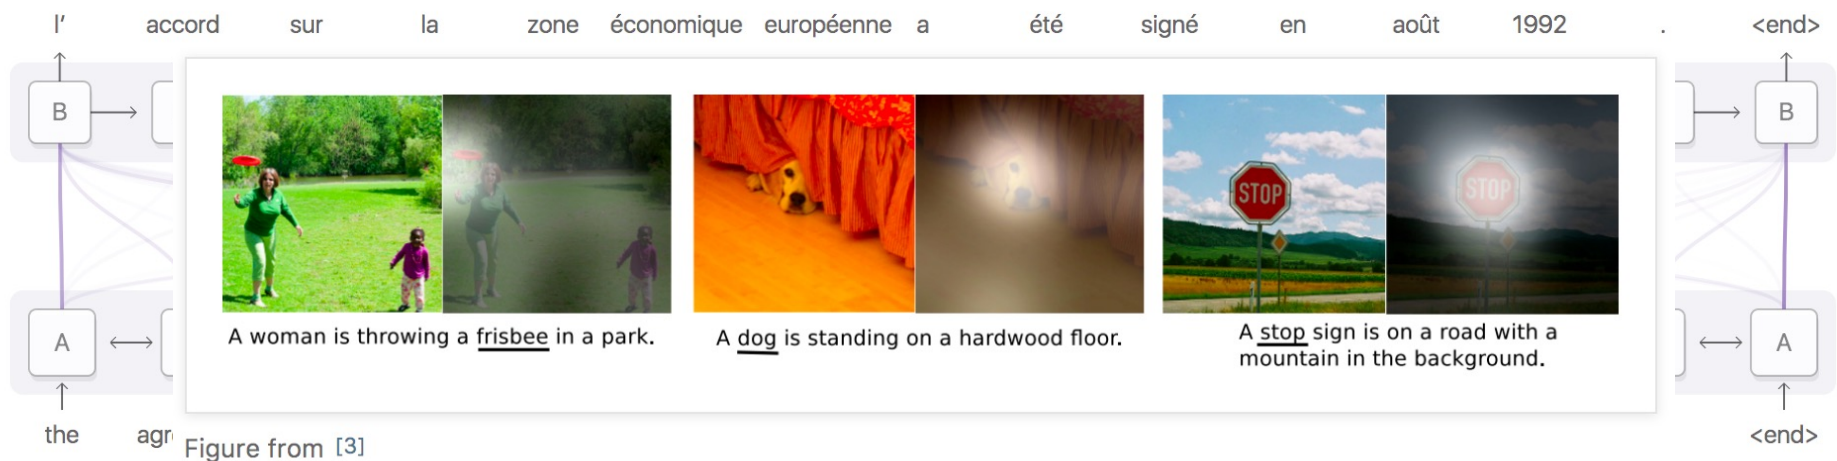 l' accord sur la zone économique européenne a été signé en août 1992 . <end>
B B
STOP STOP STOP
A woman is throwing a frisbee in a park.
A dog is standing on a hardwood floor.
A stop sign is on a road with a
mountain in the background.
A A
the agr <end>
Figure from [3]